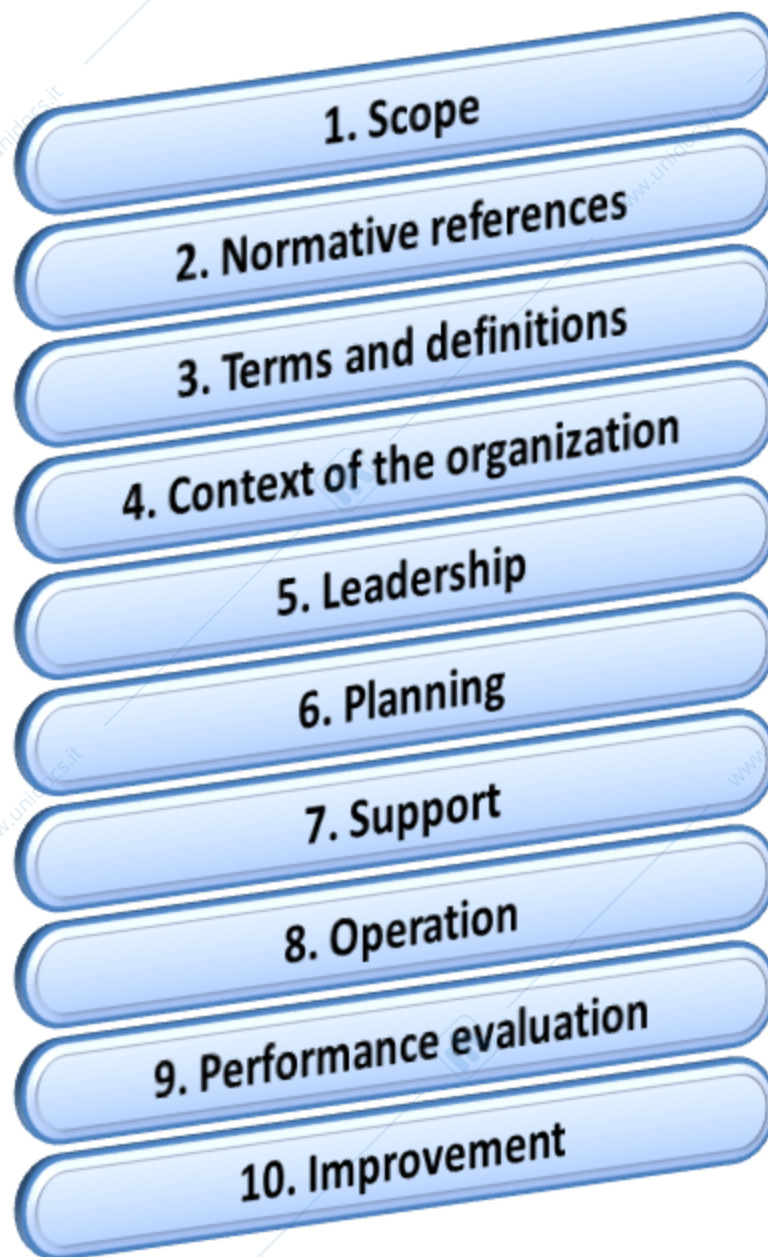 1. Scope
2. Normative references
3. Terms and definitions
4. Context of the organization
5. Leadership
6. Planning
7. Support
8. Operation
9. Performance evaluation
10. Improvement